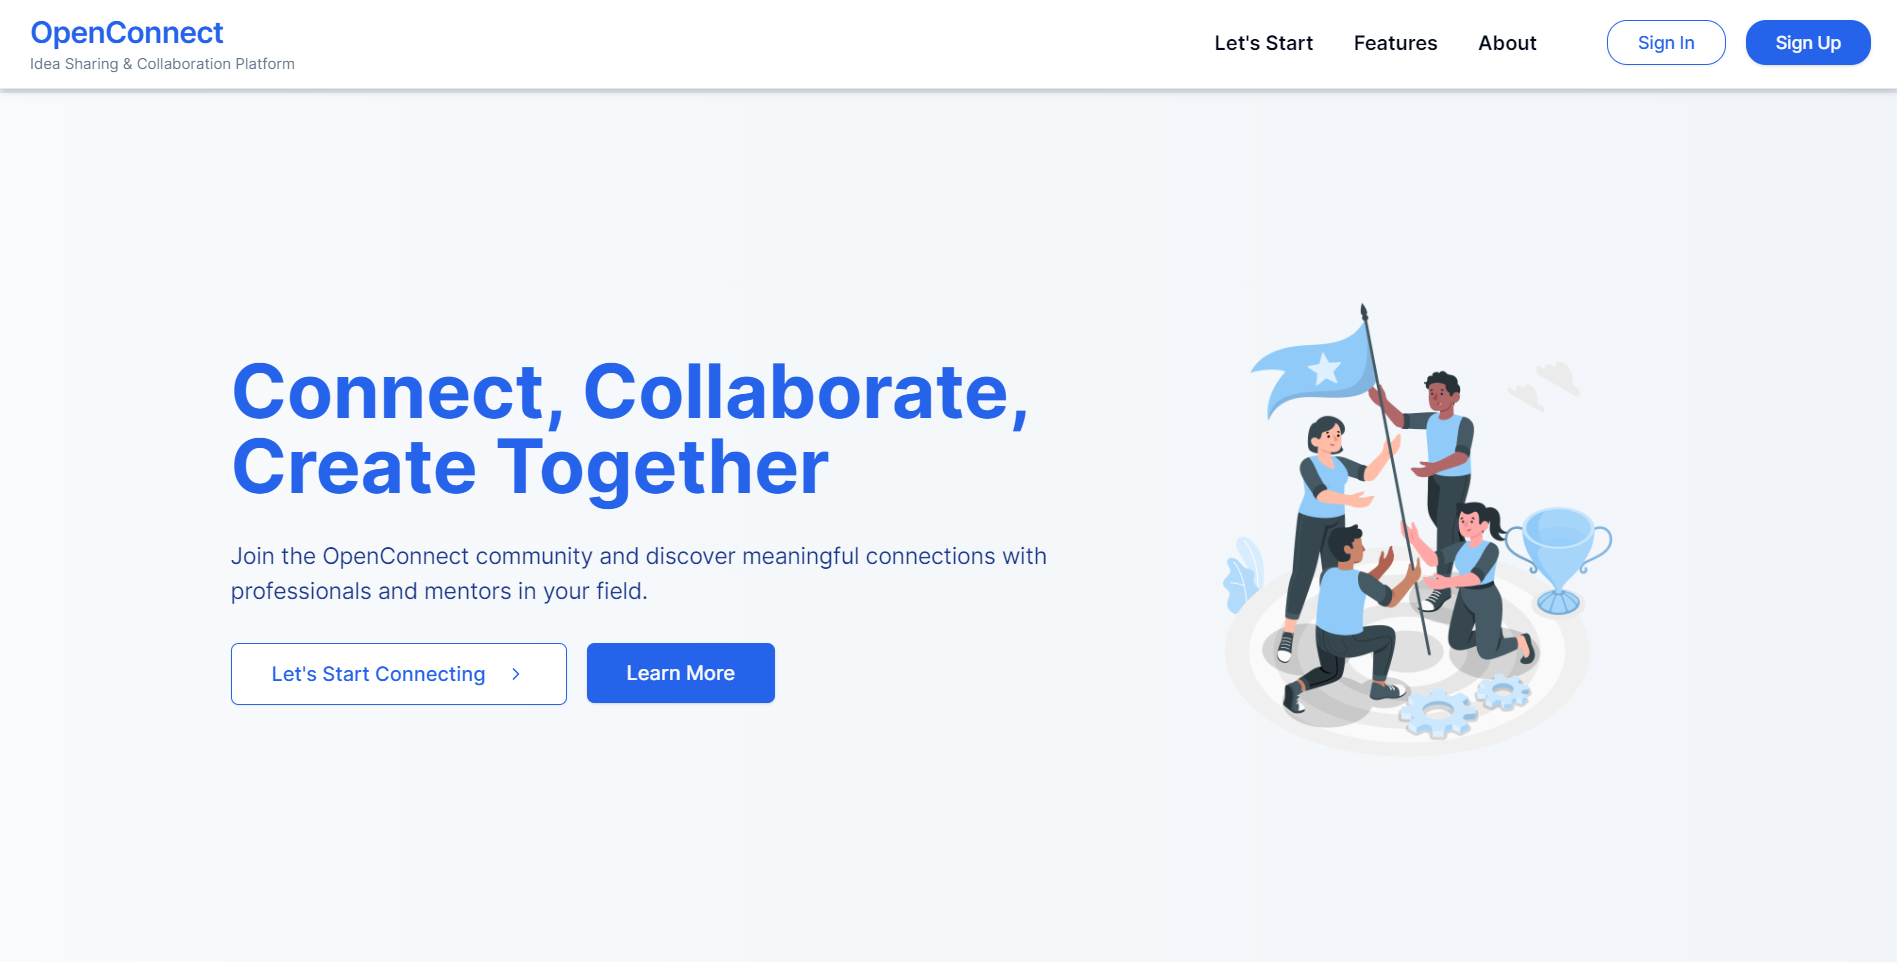 OpenConnect
Idea Sharing & Collaboration Platform
Let's Start
Features
About
Sign In
Sign Up
Connect, Collaborate,
Create Together
Join the OpenConnect community and discover meaningful connections with
professionals and mentors in your field.
Let's Start Connecting
Learn More